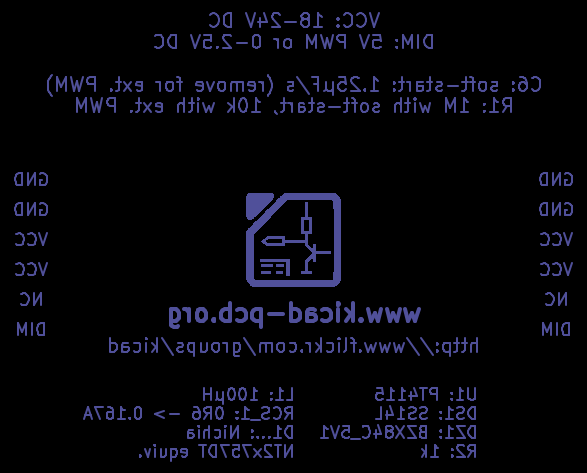 VCC: 18-24V DC
DIM: 5V PWM or 0-2.5V DC
C6: soft-start: 1.25µF/s (remove for ext. PWM)
R1: 1M with soft-start, 10k with ext. PWM
GND GND
GND GND
VCC VCC
VCC VCC
NC NC
DIM DIM
www.kicad-pcb.org
http://www.flickr.com/groups/kicad
U1: PT4115 L1: 100µH
DS1: SS14L RCS_1: 0R6 -> 0.167A
DZ1: BZX84C_5V1 D1...: Nichia
R2: 1k NT2x757DT equiv.